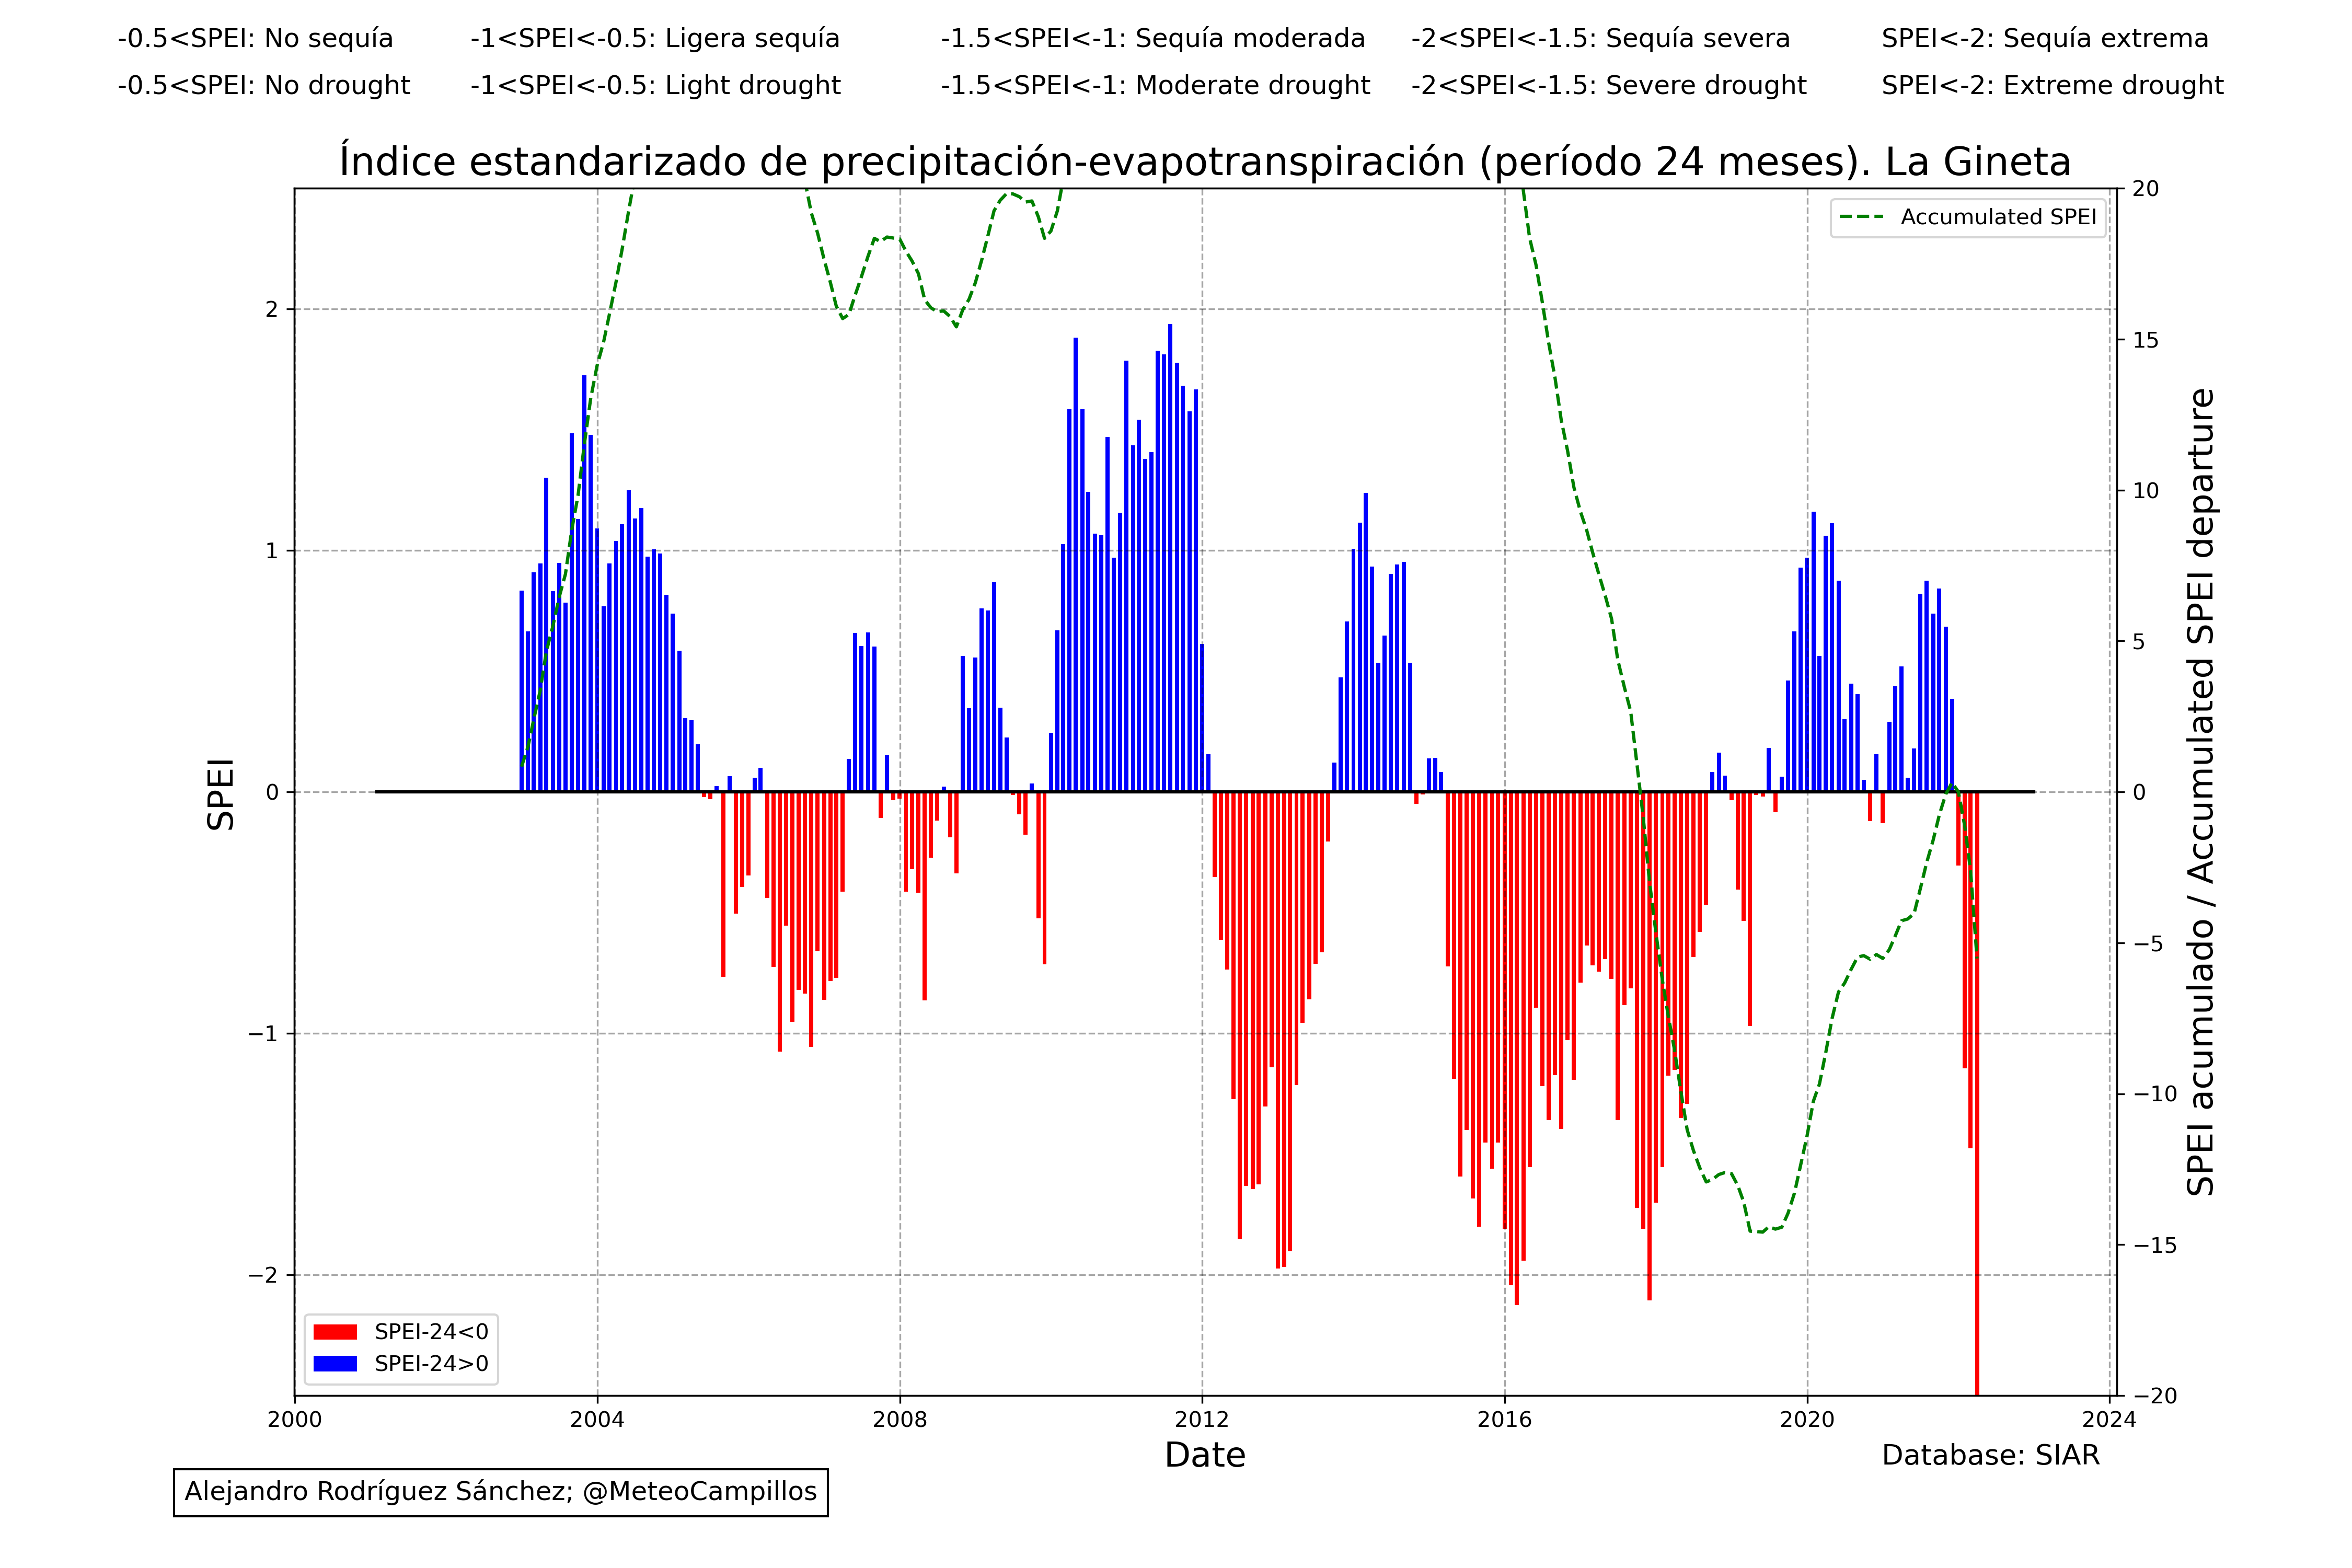 -0.5<SPEI: No sequía -1<SPEI<-0.5: Ligera sequía -1.5<SPEI<-1: Sequía moderada -2<SPEI<-1.5: Sequía severa SPEI<-2: Sequía extrema
-0.5<SPEI: No drought -1<SPEI<-0.5: Light drought -1.5<SPEI<-1: Moderate drought -2<SPEI<-1.5: Severe drought SPEI<-2: Extreme drought
Índice estandarizado de precipitación-evapotranspiración (período 24 meses). La Gineta
Accumulated SPEI
SPEI
2
1
0
−1
−2
20
15
10
5
0
−5
−10
−15
−20
SPEI acumulado / Accumulated SPEI departure
SPEI-24<0
SPEI-24>0
2000 2004 2008 2012 2016 2020 2024
Date
Database: SIAR
Alejandro Rodríguez Sánchez; @MeteoCampillos